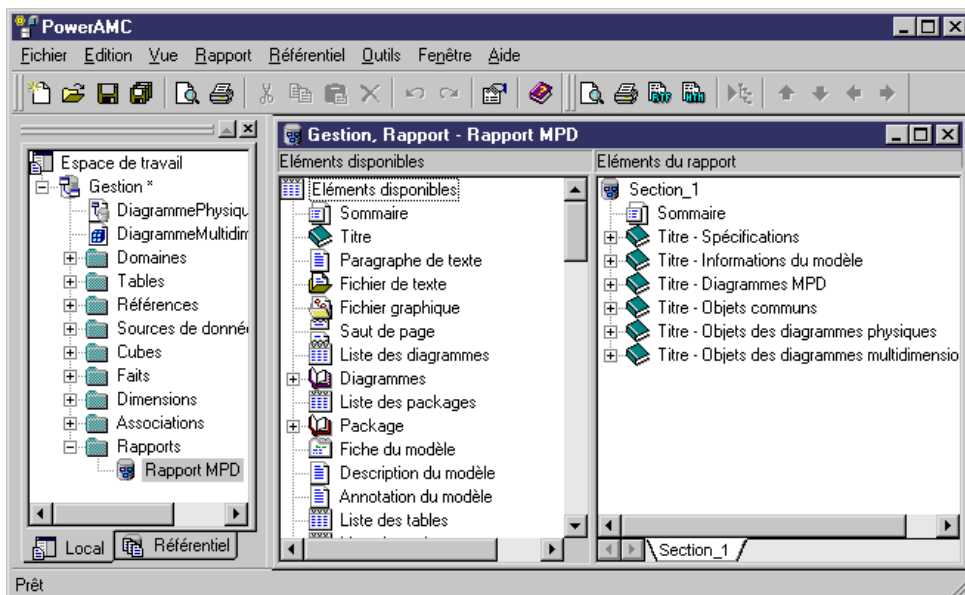 PowerAMC
Fichier Edition Vue Rapport Référentiel Outils Fenêtre Aide
Espace de travail
Gestion *
DiagrammePhysiqu
DiagrammeMultidim
Domaines
Tables
Références
Sources de donné
Cubes
Faits
Dimensions
Associations
Rapports
Rapport MPD
Local Référentiel
Gestion, Rapport - Rapport MPD
Eléments disponibles
Eléments disponibles
Sommaire
Titre
Paragraphe de texte
Fichier de texte
Fichier graphique
Saut de page
Liste des diagrammes
Diagrammes
Liste des packages
Package
Fiche du modèle
Description du modèle
Annotation du modèle
Liste des tables
Eléments du rapport
Section_1
Sommaire
Titre - Spécifications
Titre - Informations du modèle
Titre - Diagrammes MPD
Titre - Objets communs
Titre - Objets des diagrammes physiques
Titre - Objets des diagrammes multidimensio
Section_1
Prêt